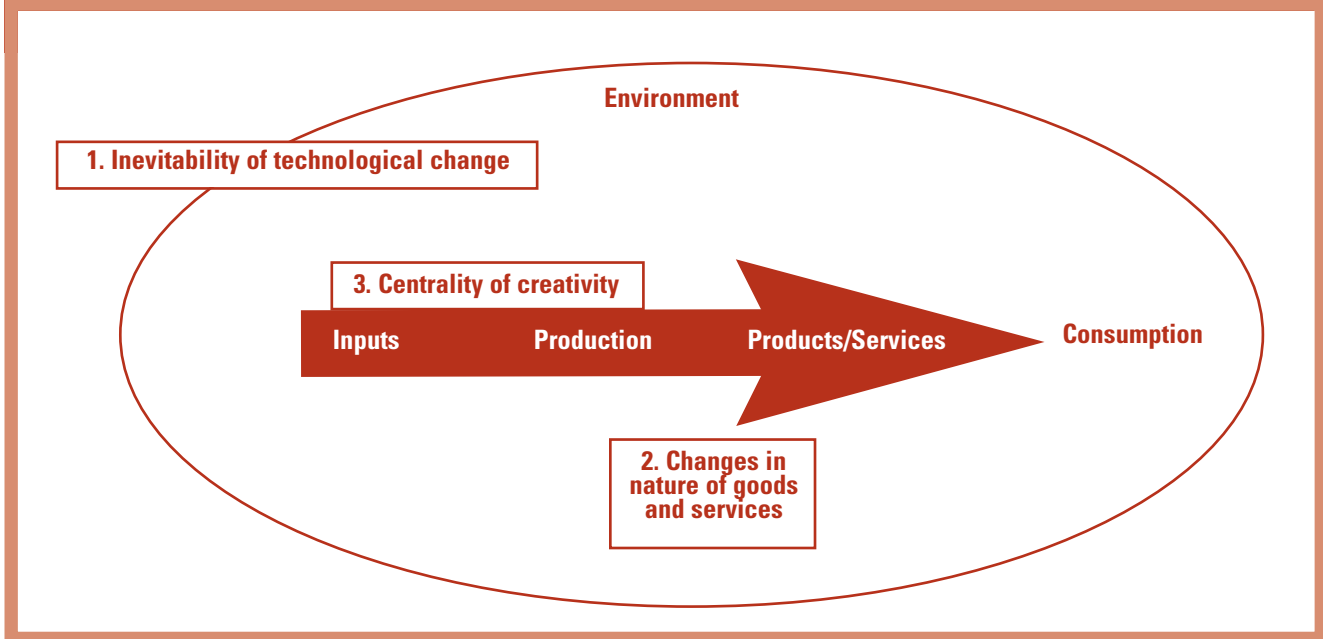 Environment
1. Inevitability of technological change
3. Centrality of creativity
Inputs
Production
Products/Services
Consumption
2. Changes in
nature of goods
and services